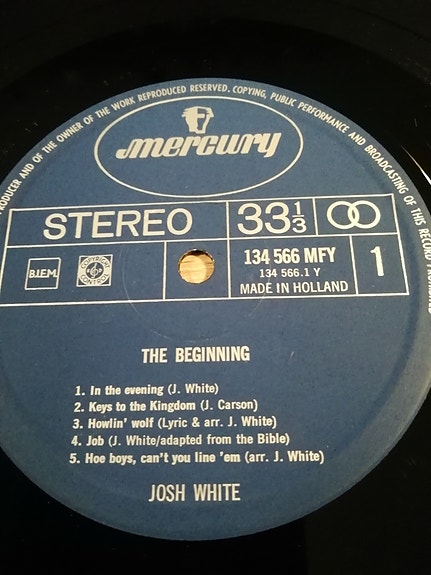 PRODUCER AND OF THE OWNER OF THE WORK REPRODUCED RESERVED. COPYING, PUBLIC PERFORMANCE AND BROADCASTING OF THIS RECORD
mercury
STEREO
33 1/3
B.I.E.M.
134 566 MFY
134 566.1 Y
MADE IN HOLLAND
1
THE BEGINNING
1. In the evening (J. White)
2. Keys to the Kingdom (J. Carson)
3. Howlin' wolf (Lyric & arr. J. White)
4. Job (J. White/adapted from the Bible)
5. Hoe boys, can't you line 'em (arr. J. White)
JOSH WHITE